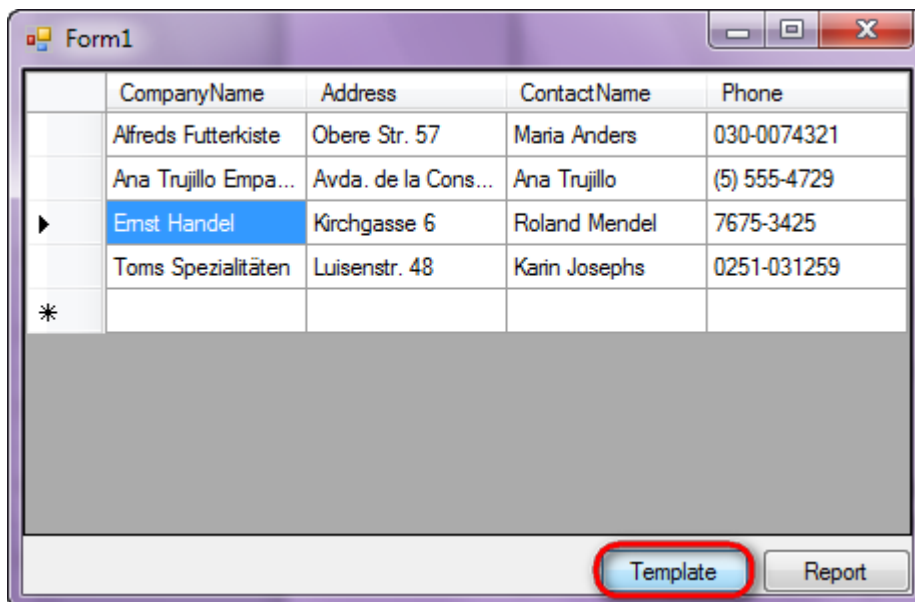 Form1
CompanyName Address ContactName Phone
Alfreds Futterkiste Obere Str. 57 Maria Anders 030-0074321
Ana Trujillo Empa... Avda. de la Cons... Ana Trujillo (5) 555-4729
Ernst Handel Kirchgasse 6 Roland Mendel 7675-3425
Toms Spezialitäten Luisenstr. 48 Karin Josephs 0251-031259
Template Report